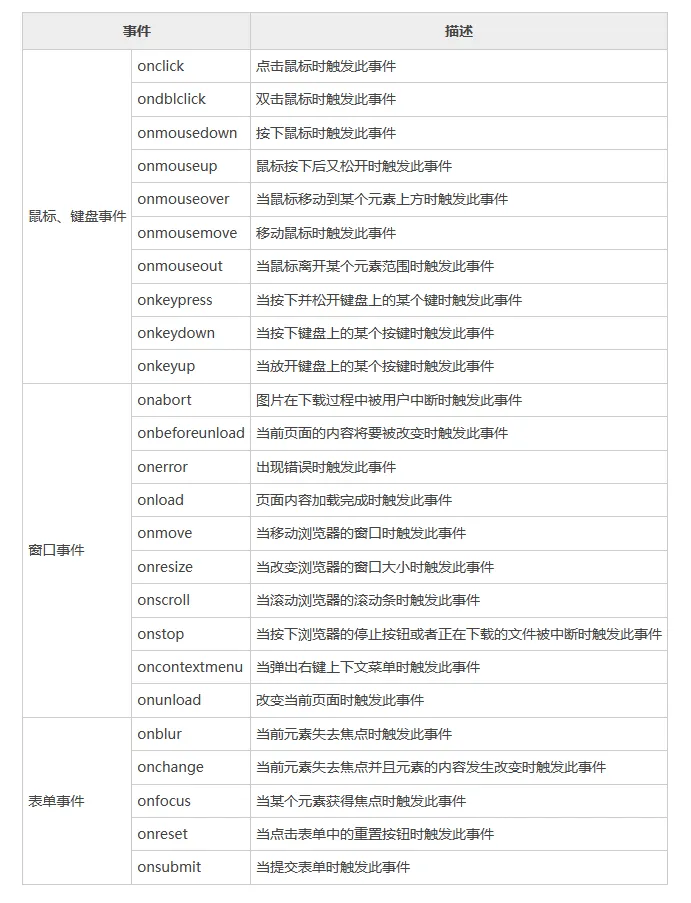 事件 描述
鼠标、键盘事件
onclick 点击鼠标时触发此事件
ondblclick 双击鼠标时触发此事件
onmousedown 按下鼠标时触发此事件
onmouseup 鼠标按下后又松开时触发此事件
onmouseover 当鼠标移动到某个元素上方时触发此事件
onmousemove 移动鼠标时触发此事件
onmouseout 当鼠标离开某个元素范围时触发此事件
onkeypress 当按下并松开键盘上的某个键时触发此事件
onkeydown 当按下键盘上的某个按键时触发此事件
onkeyup 当放开键盘上的某个按键时触发此事件
窗口事件
onabort 图片在下载过程中被用户中断时触发此事件
onbeforeunload 当前页面的内容将要被改变时触发此事件
onerror 出现错误时触发此事件
onload 页面内容加载完成时触发此事件
onmove 当移动浏览器的窗口时触发此事件
onresize 当改变浏览器的窗口大小时触发此事件
onscroll 当滚动浏览器的滚动条时触发此事件
onstop 当按下浏览器的停止按钮或者正在下载的文件被中断时触发此事件
oncontextmenu 当弹出右键上下文菜单时触发此事件
onunload 改变当前页面时触发此事件
表单事件
onblur 当前元素失去焦点时触发此事件
onchange 当前元素失去焦点并且元素的内容发生改变时触发此事件
onfocus 当某个元素获得焦点时触发此事件
onreset 当点击表单中的重置按钮时触发此事件
onsubmit 当提交表单时触发此事件